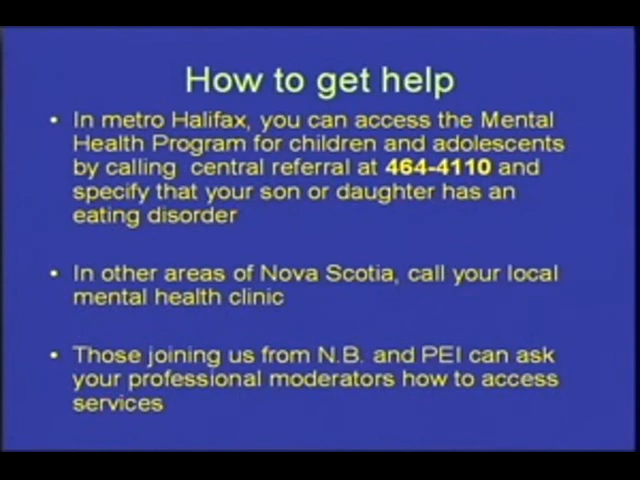 How to get help
• In metro Halifax, you can access the Mental
Health Program for children and adolescents
by calling central referral at 464-4110 and
specify that your son or daughter has an
eating disorder
• In other areas of Nova Scotia, call your local
mental health clinic
• Those joining us from N.B. and PEI can ask
your professional moderators how to access
services